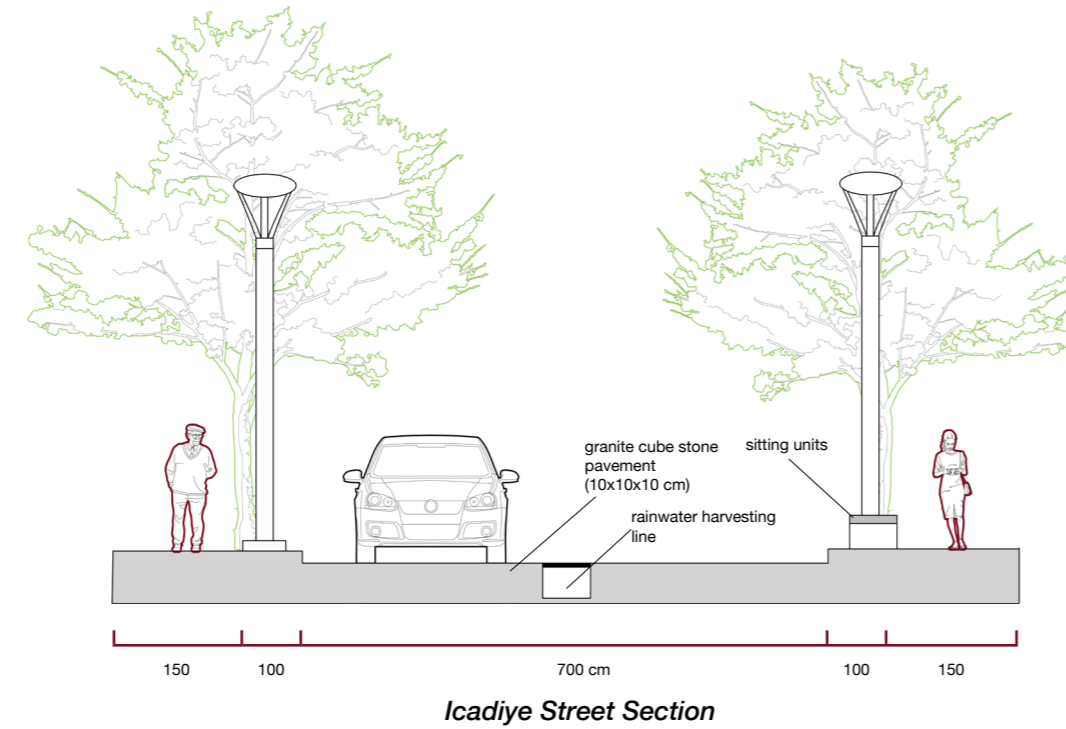 granite cube stone
pavement
(10x10x10 cm)
sitting units
rainwater harvesting
line
150
100
700 cm
100
150
Icadiye Street Section